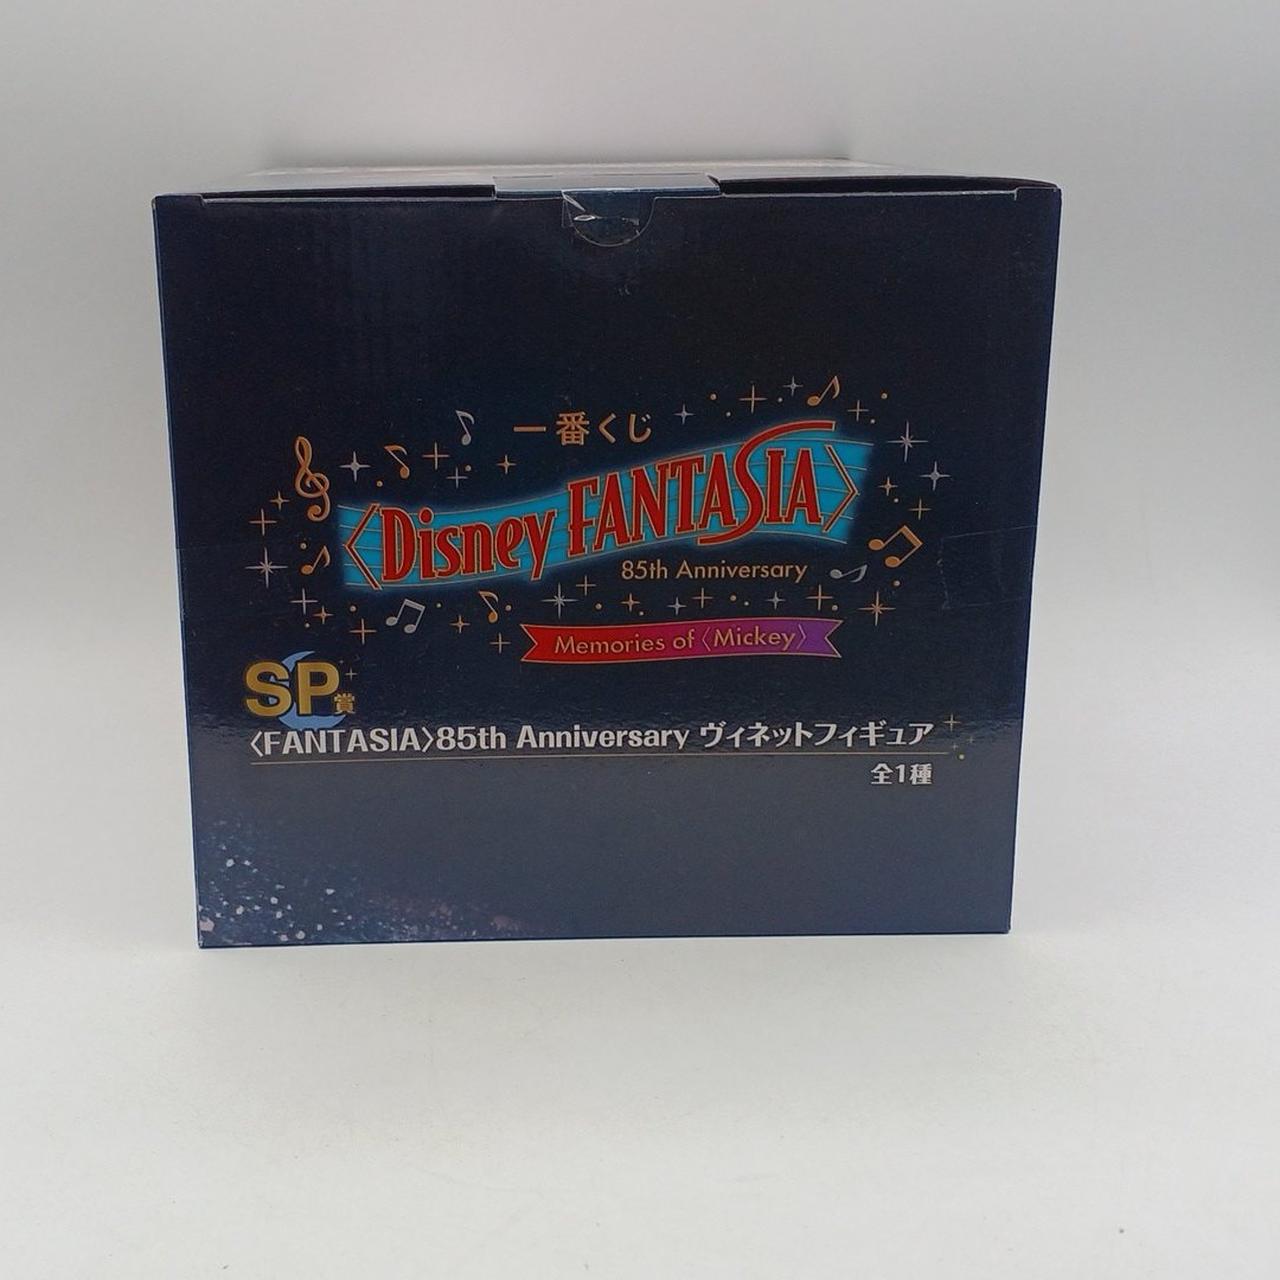 一番くじ
〈Disney FANTASIA〉
85th Anniversary
Memories of〈Mickey〉
SP賞
〈FANTASIA〉85th Anniversary ヴィネットフィギュア
全1種